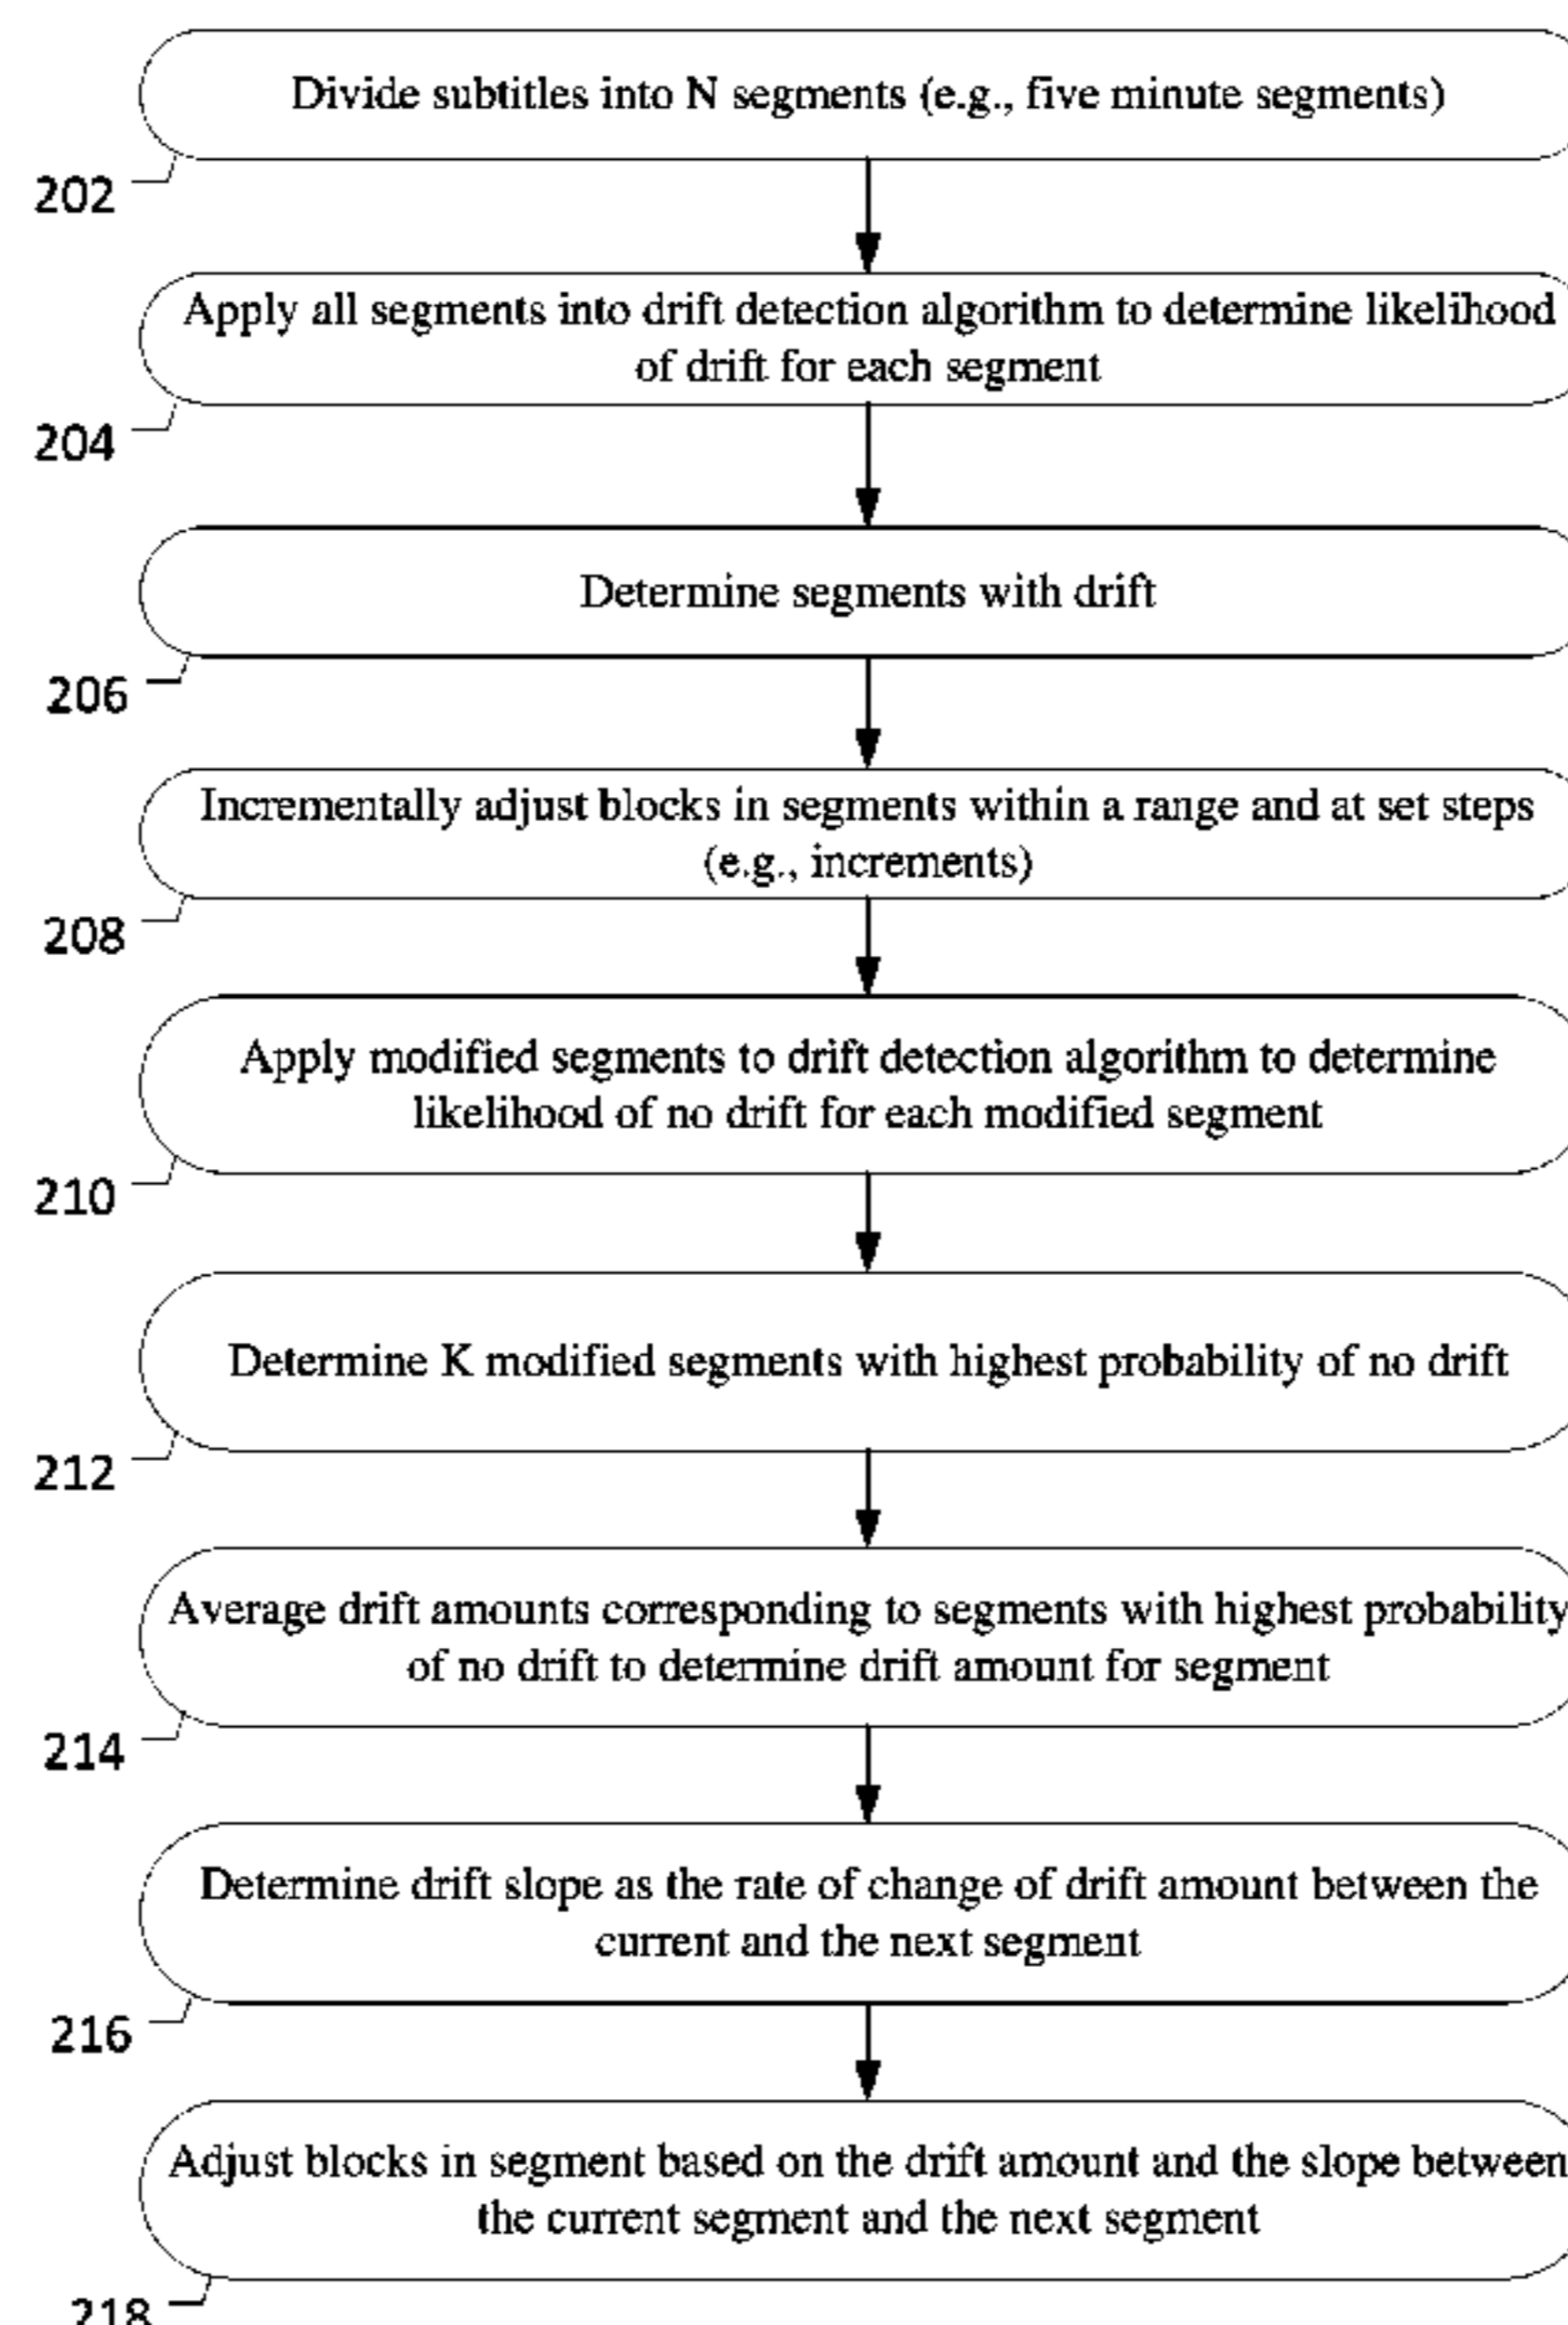 Divide subtitles into N segments (e.g., five minute segments)
202
Apply all segments into drift detection algorithm to determine likelihood
of drift for each segment
204
Determine segments with drift
206
Incrementally adjust blocks in segments within a range and at set steps
(e.g., increments)
208
Apply modified segments to drift detection algorithm to determine
likelihood of no drift for each modified segment
210
Determine K modified segments with highest probability of no drift
212
Average drift amounts corresponding to segments with highest probability
of no drift to determine drift amount for segment
214
Determine drift slope as the rate of change of drift amount between the
current and the next segment
216
Adjust blocks in segment based on the drift amount and the slope between
the current segment and the next segment
218